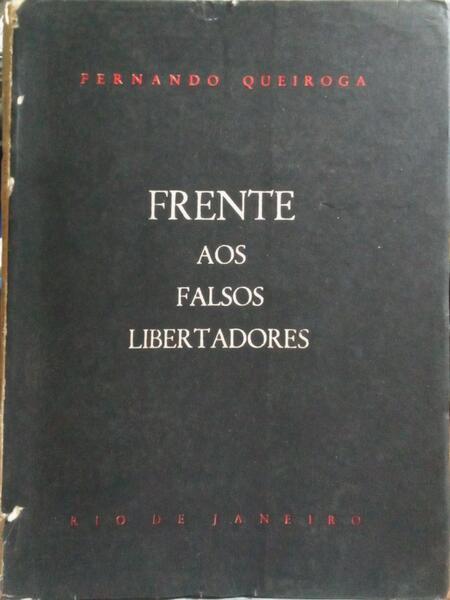 FERNANDO QUEIROGA
FRENTE
AOS
FALSOS
LIBERTADORES
RIO DE JANEIRO